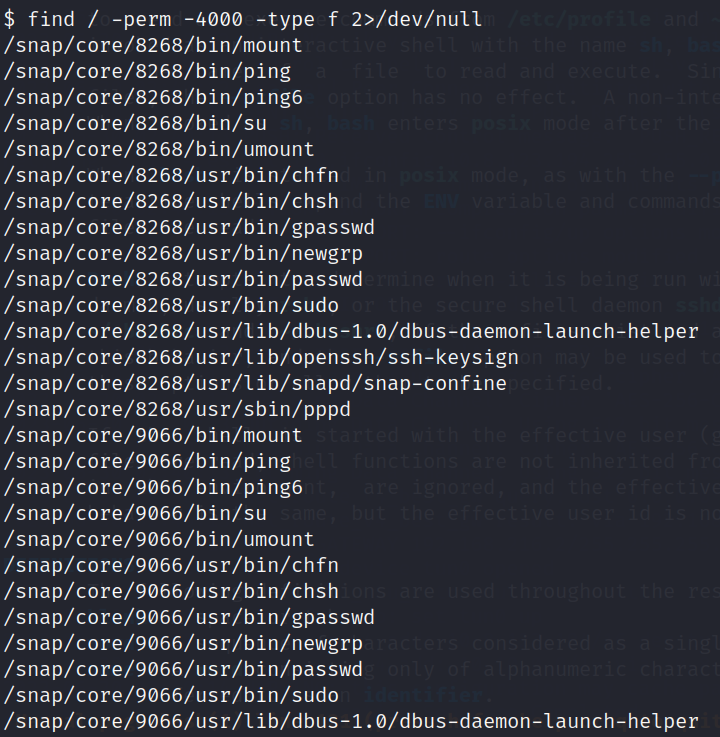 $ find / -perm -4000 -type f 2>/dev/null
/snap/core/8268/bin/mount
/snap/core/8268/bin/ping
/snap/core/8268/bin/ping6
/snap/core/8268/bin/su
/snap/core/8268/bin/umount
/snap/core/8268/usr/bin/chfn
/snap/core/8268/usr/bin/chsh
/snap/core/8268/usr/bin/gpasswd
/snap/core/8268/usr/bin/newgrp
/snap/core/8268/usr/bin/passwd
/snap/core/8268/usr/bin/sudo
/snap/core/8268/usr/lib/dbus-1.0/dbus-daemon-launch-helper
/snap/core/8268/usr/lib/openssh/ssh-keysign
/snap/core/8268/usr/lib/snapd/snap-confine
/snap/core/8268/usr/sbin/pppd
/snap/core/9066/bin/mount
/snap/core/9066/bin/ping
/snap/core/9066/bin/ping6
/snap/core/9066/bin/su
/snap/core/9066/bin/umount
/snap/core/9066/usr/bin/chfn
/snap/core/9066/usr/bin/chsh
/snap/core/9066/usr/bin/gpasswd
/snap/core/9066/usr/bin/newgrp
/snap/core/9066/usr/bin/passwd
/snap/core/9066/usr/bin/sudo
/snap/core/9066/usr/lib/dbus-1.0/dbus-daemon-launch-helper